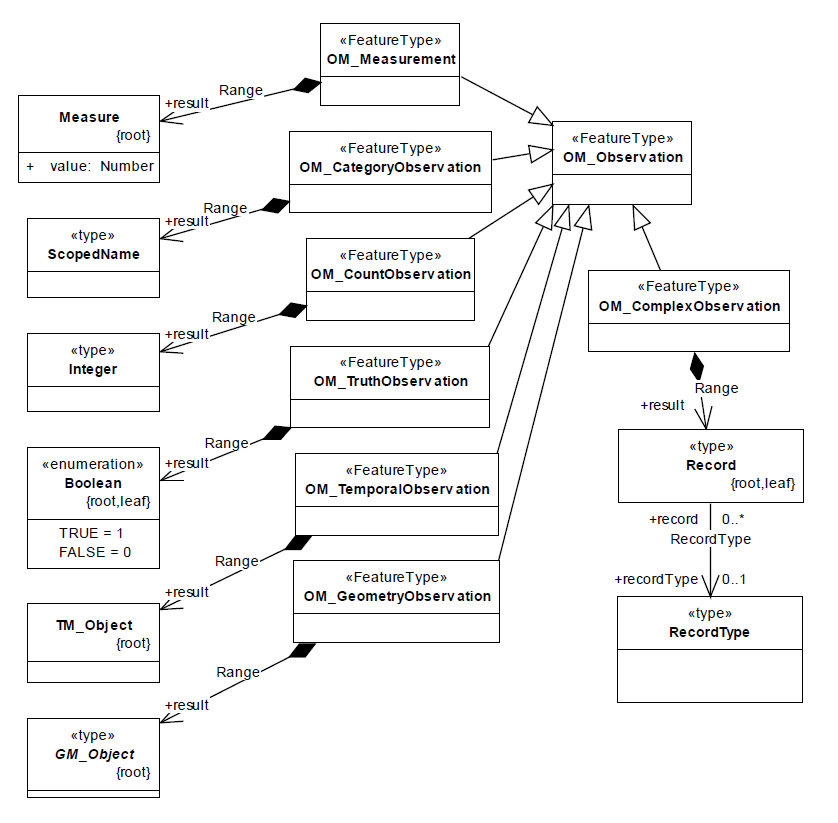 «FeatureType»
OM_Measurement
Range
+result
Measure
{root}
+ value: Number
«FeatureType»
OM_Observation
«FeatureType»
OM_CategoryObservation
Range
+result
«type»
ScopedName
«FeatureType»
OM_CountObservation
Range
+result
«type»
Integer
«FeatureType»
OM_ComplexObservation
Range
+result
«FeatureType»
OM_TruthObservation
Range
+result
«enumeration»
Boolean
{root,leaf}
TRUE = 1
FALSE = 0
«type»
Record
{root,leaf}
+record 0..*
RecordType
+recordType 0..1
«type»
RecordType
«FeatureType»
OM_TemporalObservation
Range
+result
TM_Object
{root}
«FeatureType»
OM_GeometryObservation
Range
+result
«type»
GM_Object
{root}